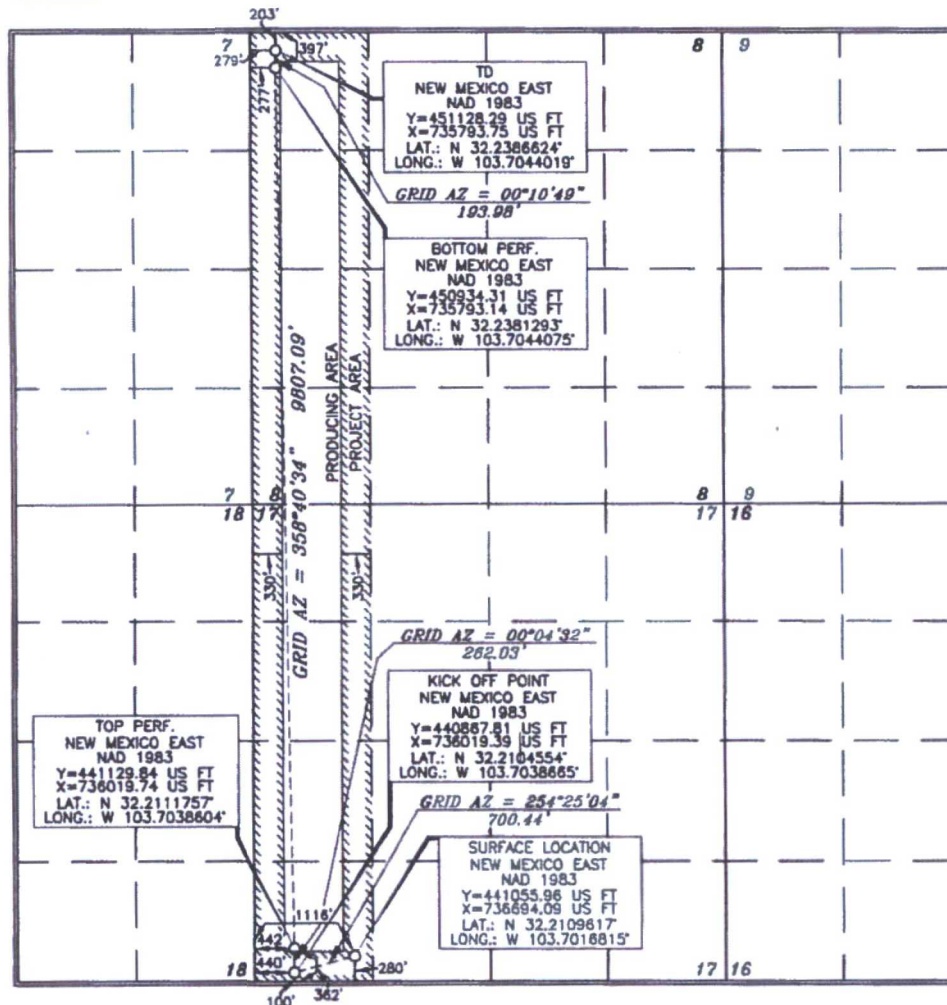 203'
7
279'
397'
277'
8 9
TD
NEW MEXICO EAST
NAD 1983
Y=451128.29 US FT
X=735793.75 US FT
LAT.: N 32.2386624°
LONG.: W 103.7044019°
GRID AZ = 00°10'49"
193.98'
BOTTOM PERF.
NEW MEXICO EAST
NAD 1983
Y=450934.31 US FT
X=735793.14 US FT
LAT.: N 32.2381293°
LONG.: W 103.7044075°
GRID AZ = 358°40'34" 9807.09'
PRODUCING AREA
PROJECT AREA
7 8
18 17
8 9
17 16
330'
330'
GRID AZ = 00°04'32"
262.03'
KICK OFF POINT
NEW MEXICO EAST
NAD 1983
Y=440867.81 US FT
X=736019.39 US FT
LAT.: N 32.2104554°
LONG.: W 103.7038665°
TOP PERF.
NEW MEXICO EAST
NAD 1983
Y=441129.84 US FT
X=736019.74 US FT
LAT.: N 32.2111757°
LONG.: W 103.7038604°
GRID AZ = 254°25'04"
700.44'
SURFACE LOCATION
NEW MEXICO EAST
NAD 1983
Y=441055.96 US FT
X=736694.09 US FT
LAT.: N 32.2109617°
LONG.: W 103.7016815°
1116'
442'
440'
18
280'
17 16
100'
362'